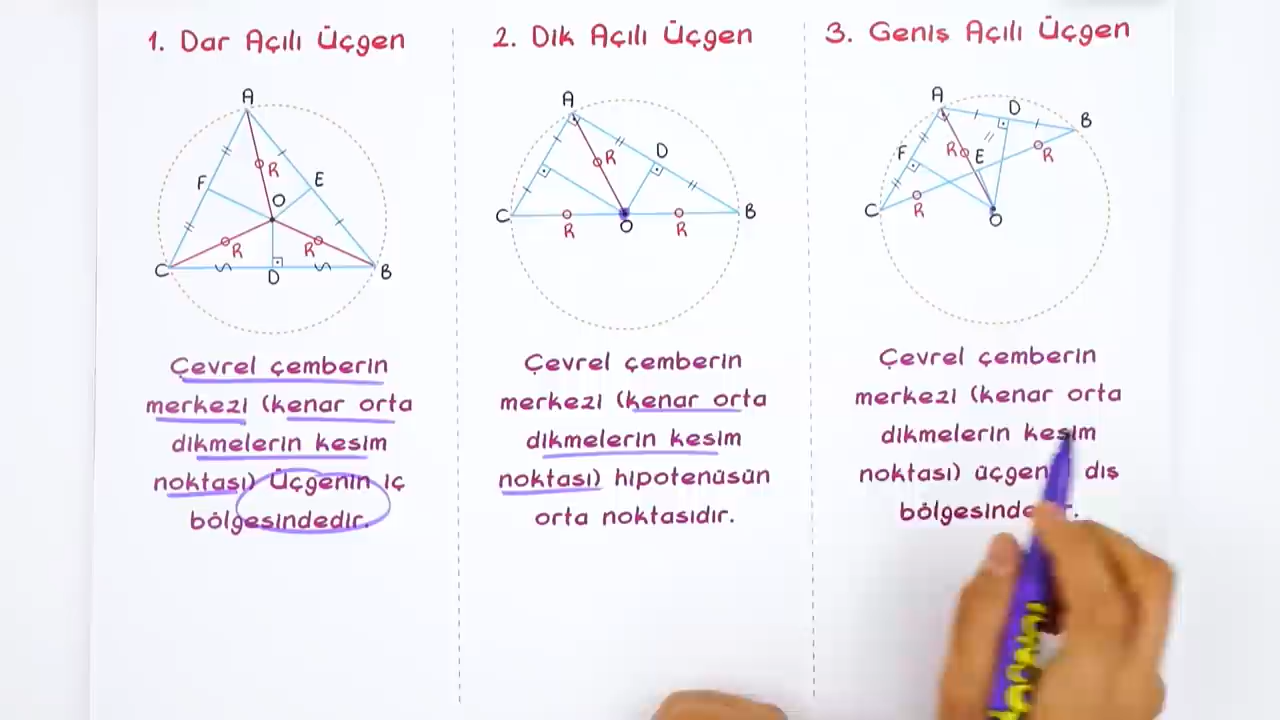 1. Dar Açılı Üçgen
A
F
E
O
R
R
R
C
D
B
Çevrel çemberin
merkezi (kenar orta
dikmelerin kesim
noktası) Üçgenin iç
bölgesindedir.
2. Dik Açılı Üçgen
A
D
R
C
O
B
R
R
Çevrel çemberin
merkezi (kenar orta
dikmelerin kesim
noktası) hipotenüsün
orta noktasıdır.
3. Geniş Açılı Üçgen
A
D
B
F
R
E
R
C
R
O
Çevrel çemberin
merkezi (kenar orta
dikmelerin kesim
noktası) dış